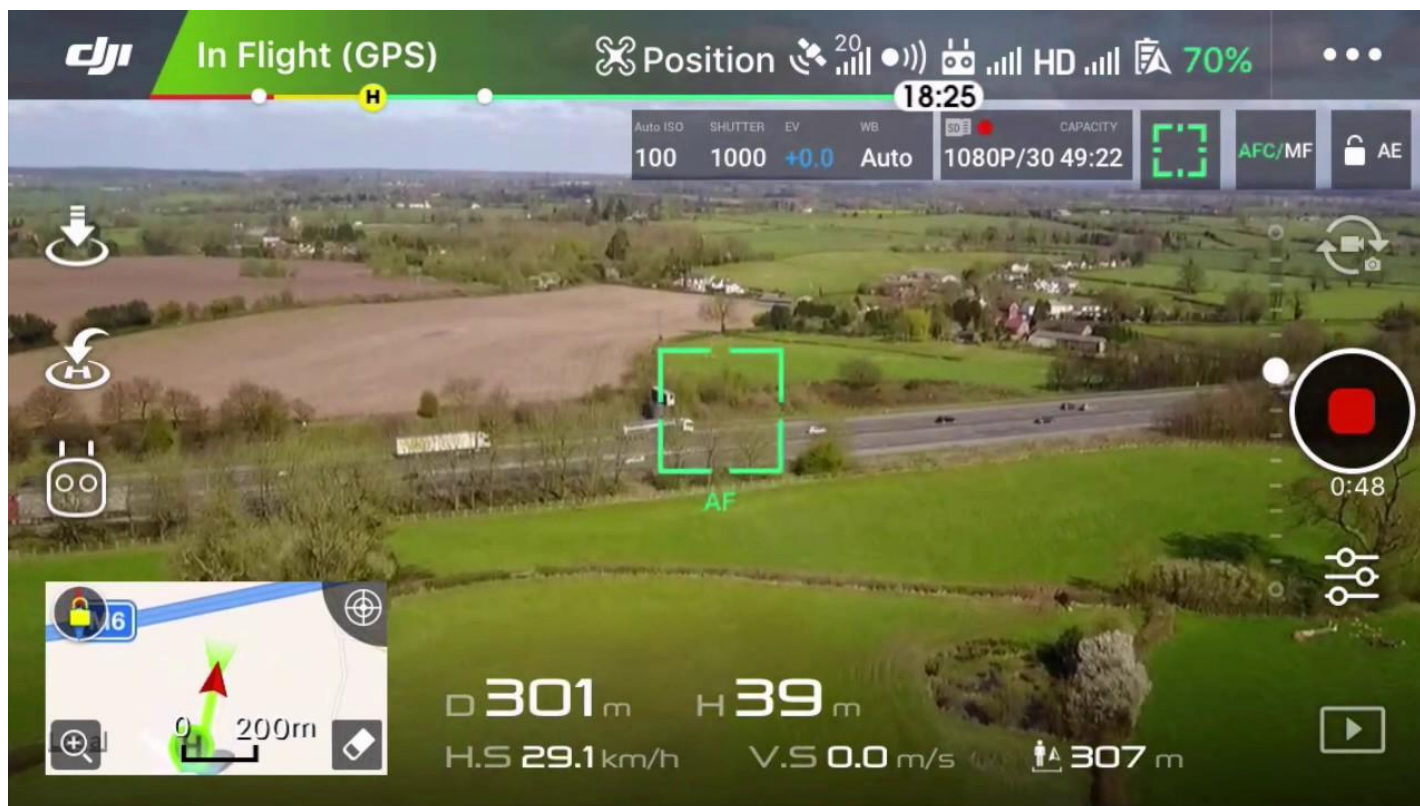 dji In Flight (GPS) Position 20 HD 70%
H 18:25
Auto ISO SHUTTER EV WB SD CAPACITY
100 1000 +0.0 Auto 1080P/30 49:22 AFC/MF AE
H
0:48
AF
M6
0 200m
H
D 301 m H 39 m
H.S 29.1 km/h V.S 0.0 m/s 307 m